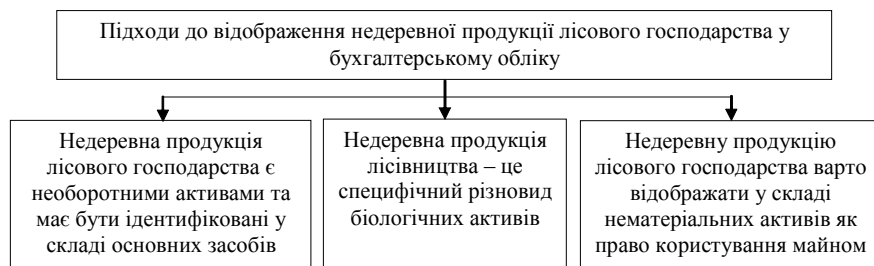 Підходи до відображення недеревної продукції лісового господарства у
бухгалтерському обліку
Недеревна продукція
лісового господарства є
необоротними активами та
має бути ідентифіковані у
складі основних засобів
Недеревна продукція
лісівництва – це
специфічний різновид
біологічних активів
Недеревну продукцію
лісового господарства варто
відображати у складі
нематеріальних активів як
право користування майном